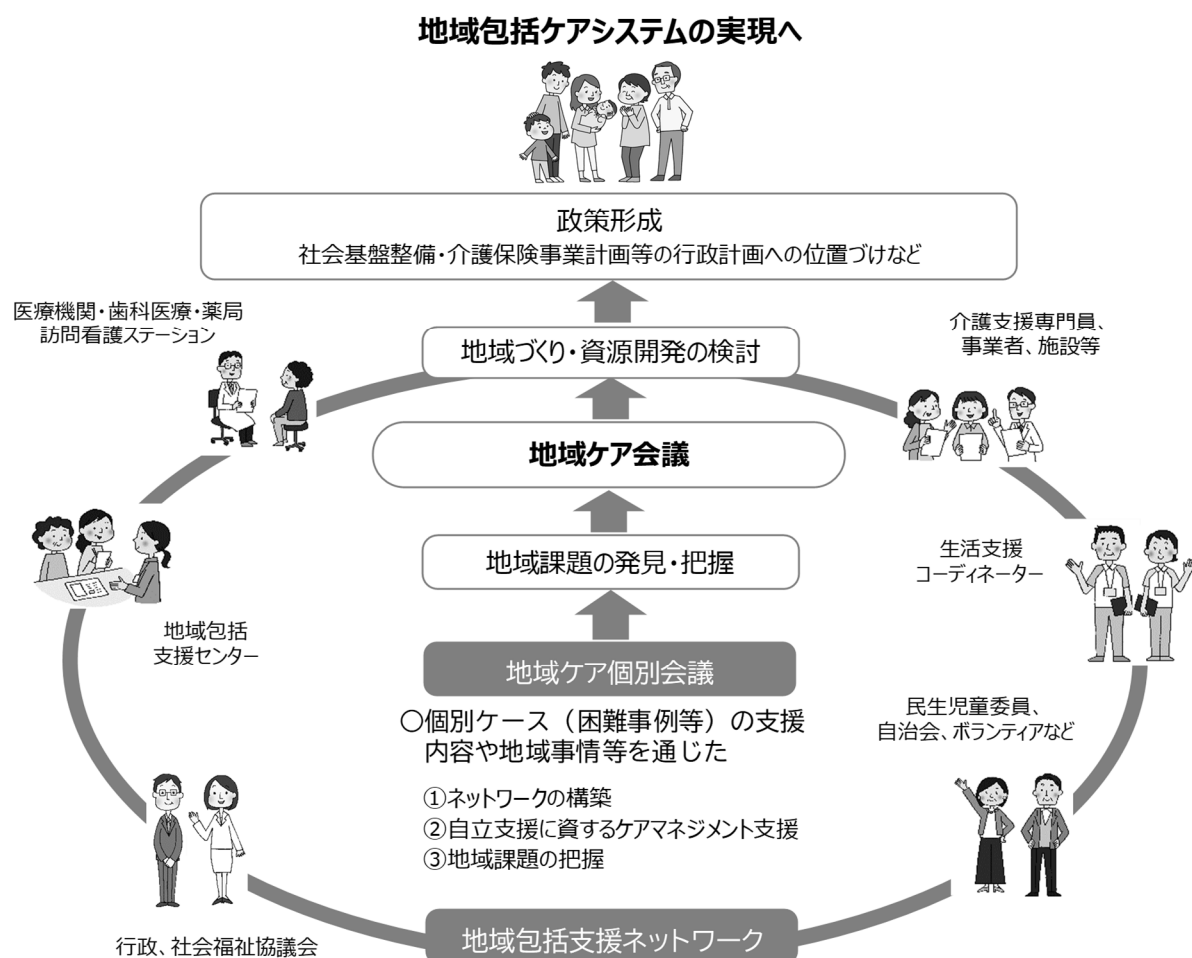 地域包括ケアシステムの実現へ
政策形成
社会基盤整備・介護保険事業計画等の行政計画への位置づけなど
医療機関・歯科医療・薬局
訪問看護ステーション
地域づくり・資源開発の検討
介護支援専門員、
事業者、施設等
地域ケア会議
地域課題の発見・把握
生活支援
コーディネーター
地域包括
支援センター
地域ケア個別会議
○個別ケース（困難事例等）の支援
内容や地域事情等を通じた
①ネットワークの構築
②自立支援に資するケアマネジメント支援
③地域課題の把握
民生児童委員、
自治会、ボランティアなど
行政、社会福祉協議会
地域包括支援ネットワーク